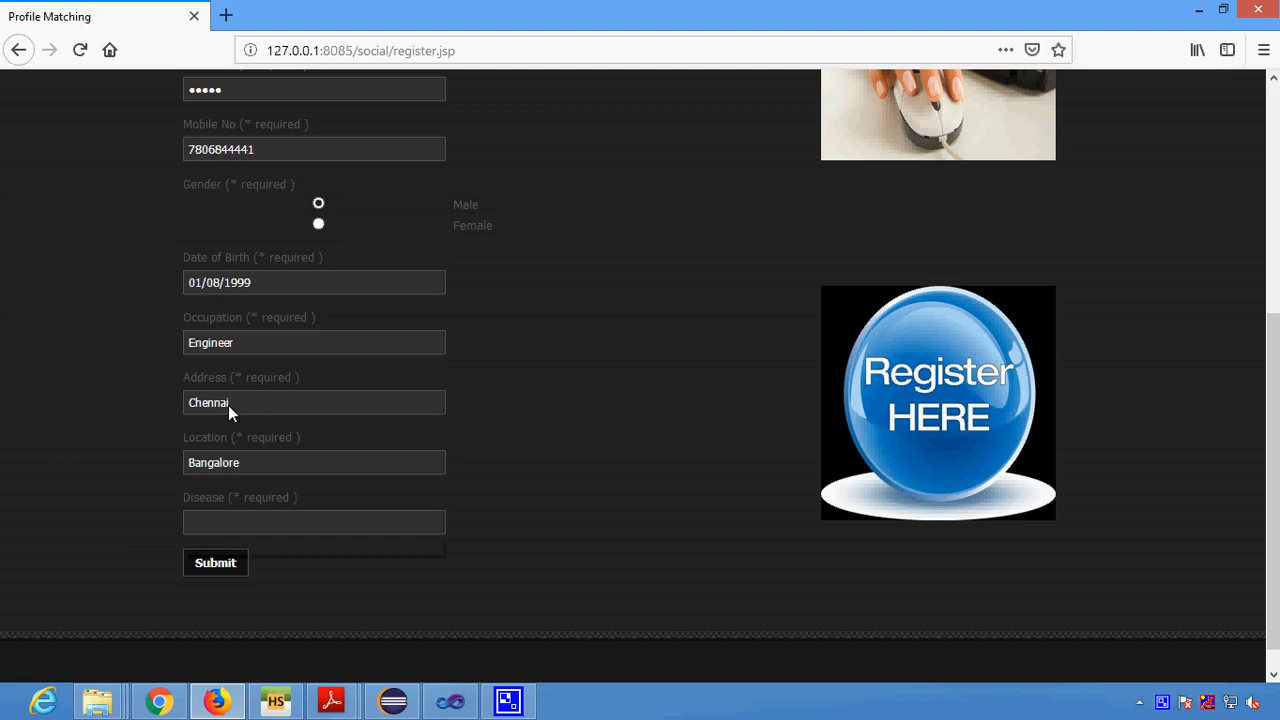 Profile Matching
127.0.0.1:8085/social/register.jsp
•••••
Mobile No (* required )
7806844441
Gender (* required )
Male
Female
Date of Birth (* required )
01/08/1999
Occupation (* required )
Engineer
Address (* required )
Chennai
Location (* required )
Bangalore
Disease (* required )
Submit
Register
HERE
HS